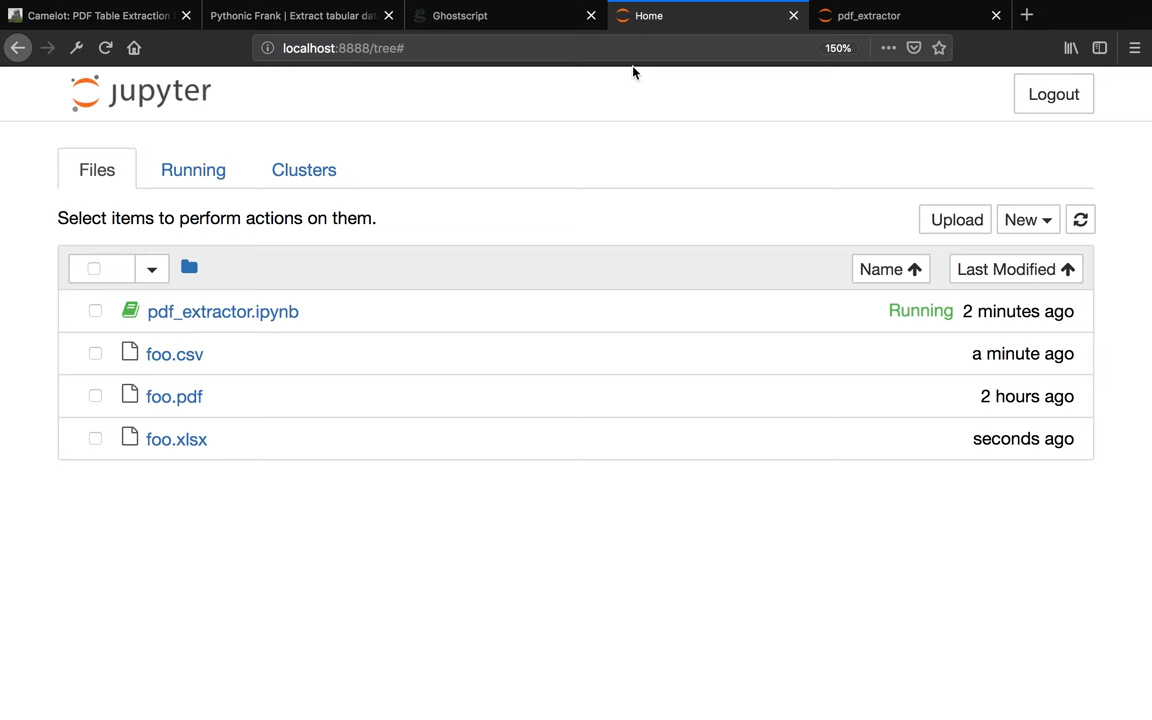 Camelot: PDF Table Extraction
Pythonic Frank | Extract tabular dat
Ghostscript
Home
pdf_extractor
localhost:8888/tree#
150%
jupyter
Logout
Files
Running
Clusters
Select items to perform actions on them.
Upload
New
Name
Last Modified
pdf_extractor.ipynb
Running
2 minutes ago
foo.csv
a minute ago
foo.pdf
2 hours ago
foo.xlsx
seconds ago